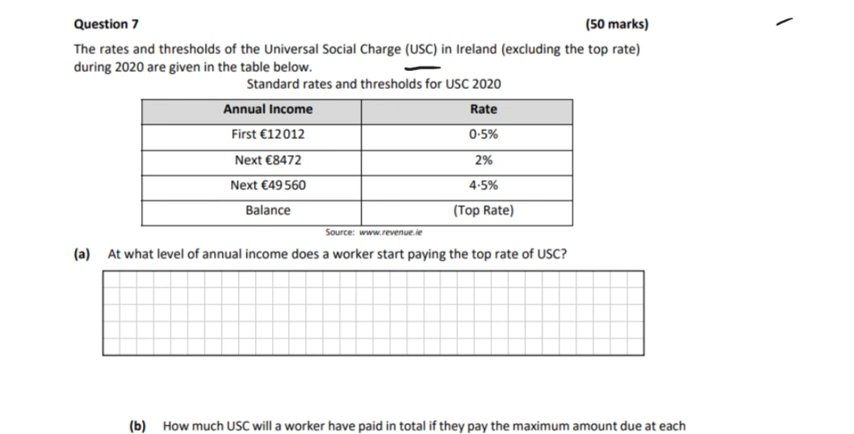 Question 7 (50 marks)
The rates and thresholds of the Universal Social Charge (USC) in Ireland (excluding the top rate)
during 2020 are given in the table below.
Standard rates and thresholds for USC 2020
Annual Income Rate
First €12 012 0·5%
Next €8472 2%
Next €49 560 4·5%
Balance (Top Rate)
Source: www.revenue.ie
(a) At what level of annual income does a worker start paying the top rate of USC?
(b) How much USC will a worker have paid in total if they pay the maximum amount due at each